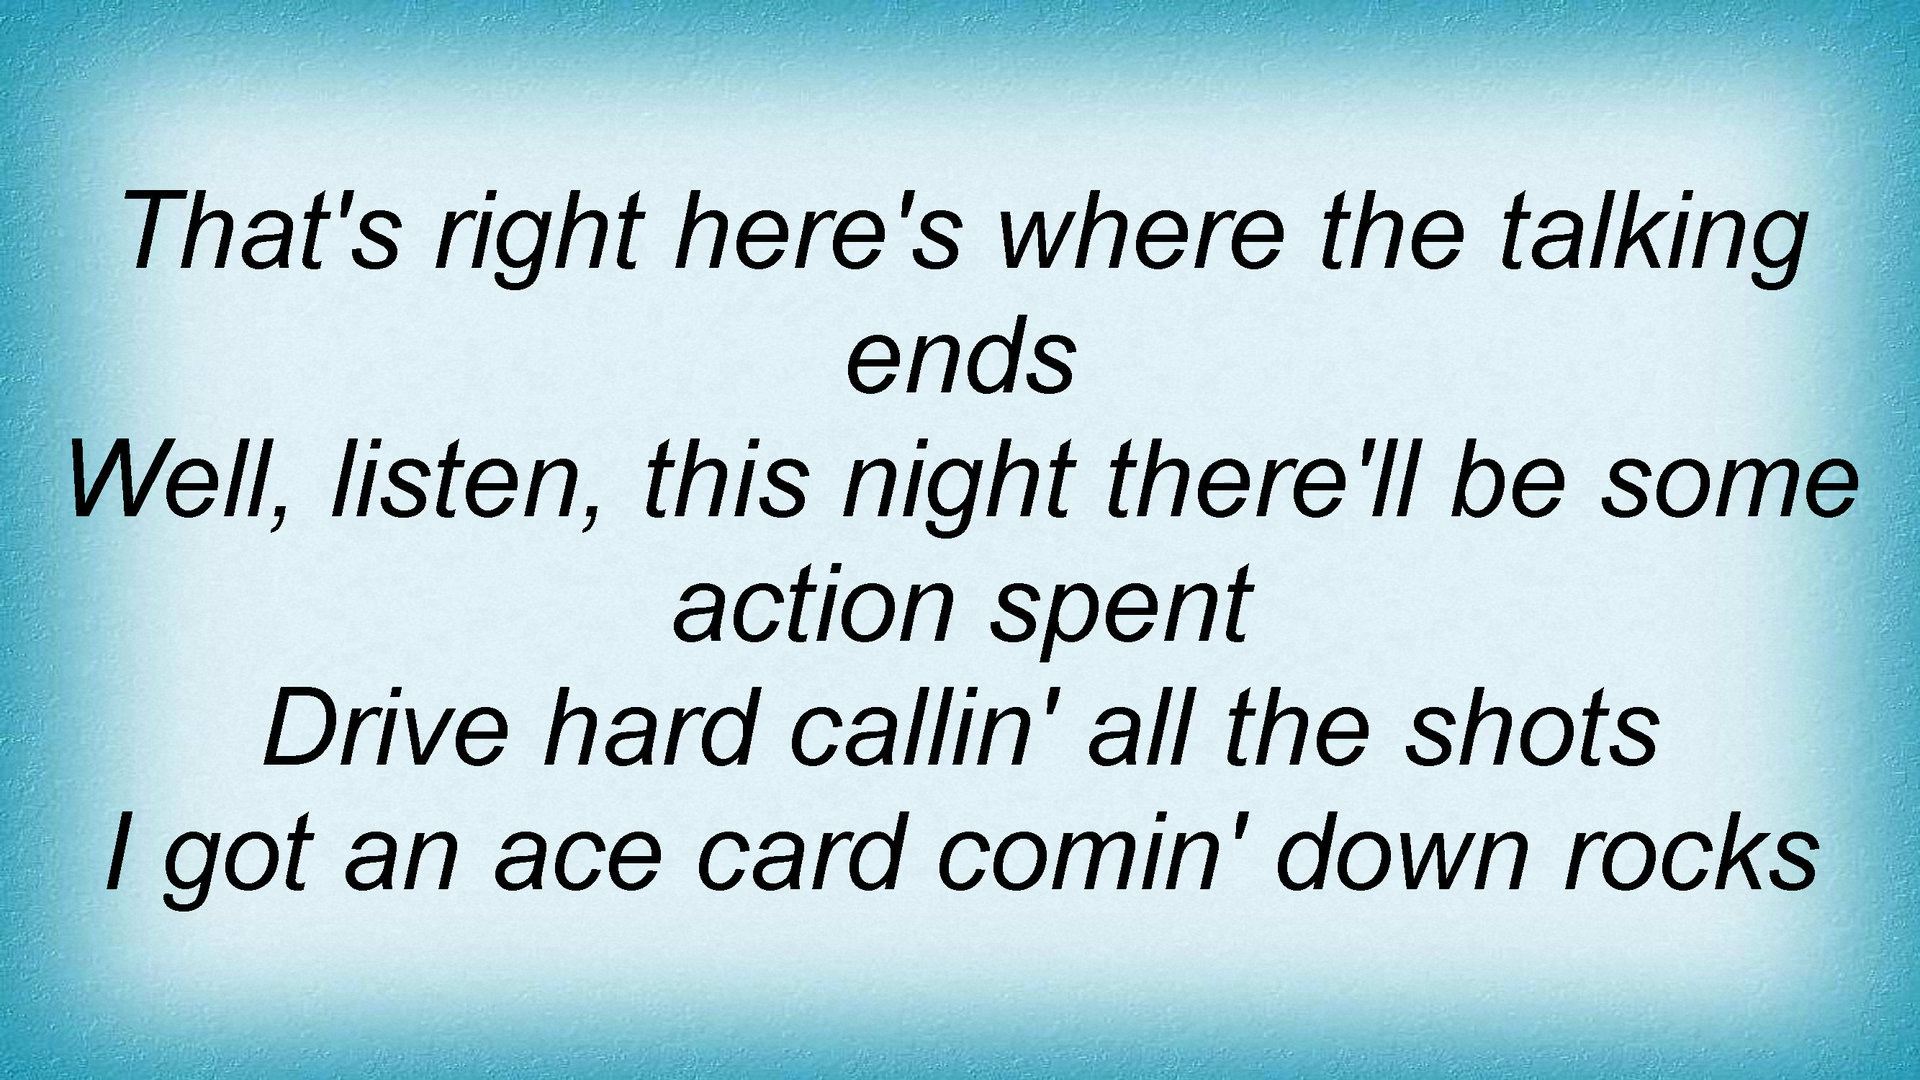 That's right here's where the talking
ends
Well, listen, this night there'll be some
action spent
Drive hard callin' all the shots
I got an ace card comin' down rocks